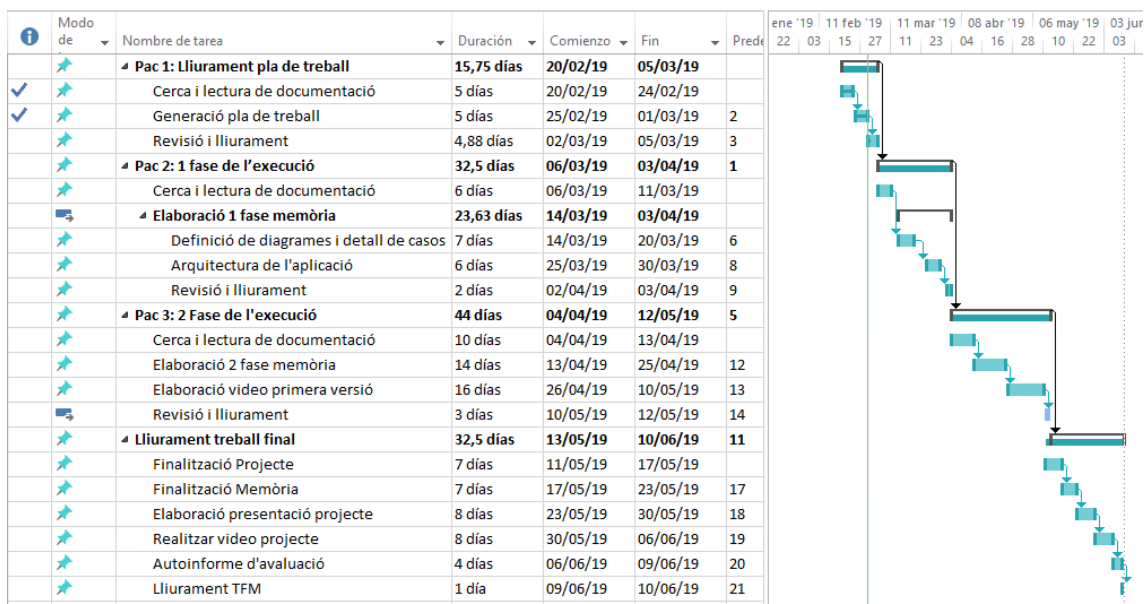 Modo de
Nombre de tarea Duración Comienzo Fin Prede
ene '19 11 feb '19 11 mar '19 08 abr '19 06 may '19 03 jun
22 03 15 27 11 23 04 16 28 10 22 03
Pac 1: Lliurament pla de treball 15,75 días 20/02/19 05/03/19
Cerca i lectura de documentació 5 días 20/02/19 24/02/19
Generació pla de treball 5 días 25/02/19 01/03/19 2
Revisió i lliurament 4,88 días 02/03/19 05/03/19 3
Pac 2: 1 fase de l’execució 32,5 días 06/03/19 03/04/19 1
Cerca i lectura de documentació 6 días 06/03/19 11/03/19
Elaboració 1 fase memòria 23,63 días 14/03/19 03/04/19
Definició de diagrames i detall de casos 7 días 14/03/19 20/03/19 6
Arquitectura de l'aplicació 6 días 25/03/19 30/03/19 8
Revisió i lliurament 2 días 02/04/19 03/04/19 9
Pac 3: 2 Fase de l'execució 44 días 04/04/19 12/05/19 5
Cerca i lectura de documentació 10 días 04/04/19 13/04/19
Elaboració 2 fase memòria 14 días 13/04/19 25/04/19 12
Elaboració video primera versió 16 días 26/04/19 10/05/19 13
Revisió i lliurament 3 días 10/05/19 12/05/19 14
Lliurament treball final 32,5 días 13/05/19 10/06/19 11
Finalització Projecte 7 días 11/05/19 17/05/19
Finalització Memòria 7 días 17/05/19 23/05/19 17
Elaboració presentació projecte 8 días 23/05/19 30/05/19 18
Realitzar video projecte 8 días 30/05/19 06/06/19 19
Autoinforme d'avaluació 4 días 06/06/19 09/06/19 20
Lliurament TFM 1 día 09/06/19 10/06/19 21